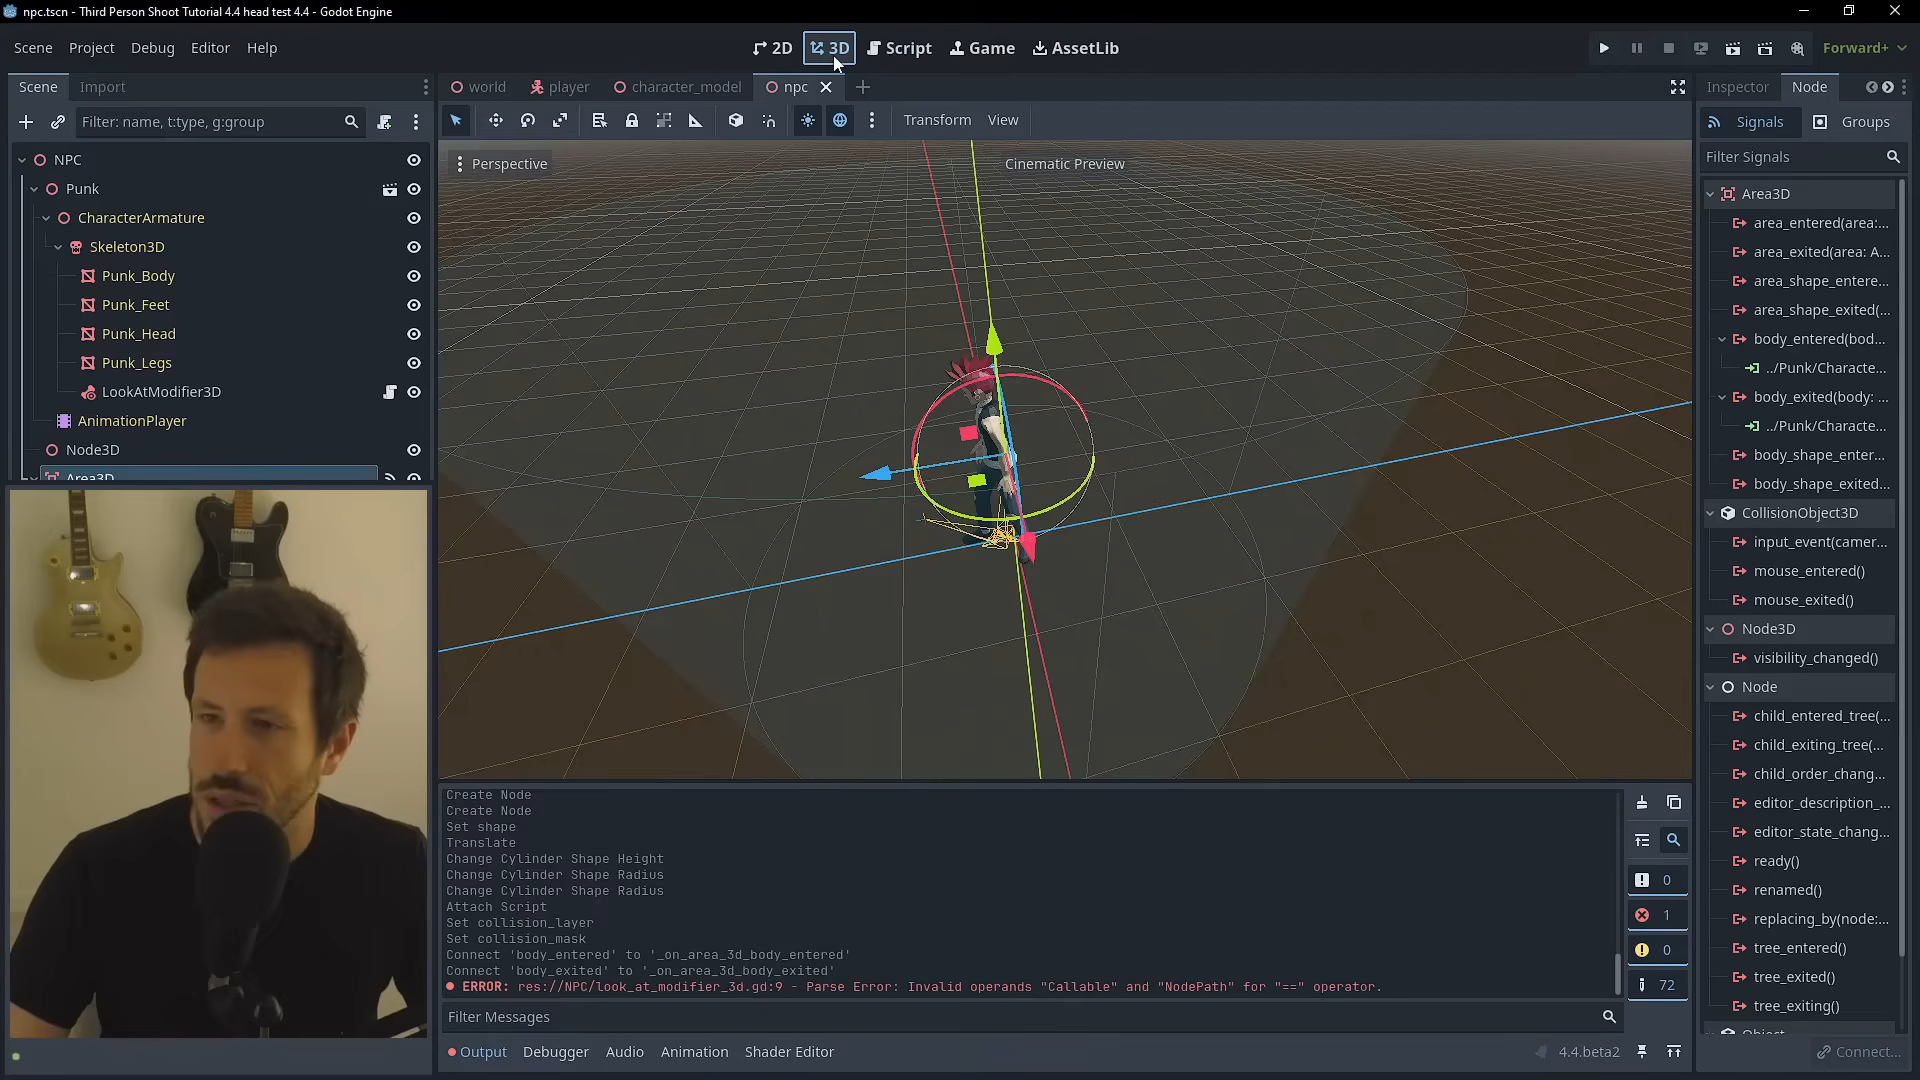 npc.tscn - Third Person Shoot Tutorial 4.4 head test 4.4 - Godot Engine
Scene Project Debug Editor Help
2D 3D Script Game AssetLib
Forward+
Scene Import
world player character_model npc
Inspector Node
Filter: name, t:type, g:group
Transform View
Signals Groups
Filter Signals
Perspective
Cinematic Preview
NPC
Punk
CharacterArmature
Skeleton3D
Punk_Body
Punk_Feet
Punk_Head
Punk_Legs
LookAtModifier3D
AnimationPlayer
Node3D
Area3D
Area3D
area_entered(area:...
area_exited(area: A...
area_shape_entere...
area_shape_exited(...
body_entered(bod...
../Punk/Characte...
body_exited(body: ...
../Punk/Characte...
body_shape_enter...
body_shape_exited...
CollisionObject3D
input_event(camer...
mouse_entered()
mouse_exited()
Node3D
visibility_changed()
Node
child_entered_tree(...
child_exiting_tree(...
child_order_chang...
editor_description_...
editor_state_chang...
ready()
renamed()
replacing_by(node:...
tree_entered()
tree_exited()
tree_exiting()
Object
Connect...
Create Node
Create Node
Set shape
Translate
Change Cylinder Shape Height
Change Cylinder Shape Radius
Change Cylinder Shape Radius
Attach Script
Set collision_layer
Set collision_mask
Connect 'body_entered' to '_on_area_3d_body_entered'
Connect 'body_exited' to '_on_area_3d_body_exited'
ERROR: res://NPC/look_at_modifier_3d.gd:9 - Parse Error: Invalid operands "Callable" and "NodePath" for "==" operator.
0
1
0
72
Filter Messages
Output Debugger Audio Animation Shader Editor
4.4.beta2